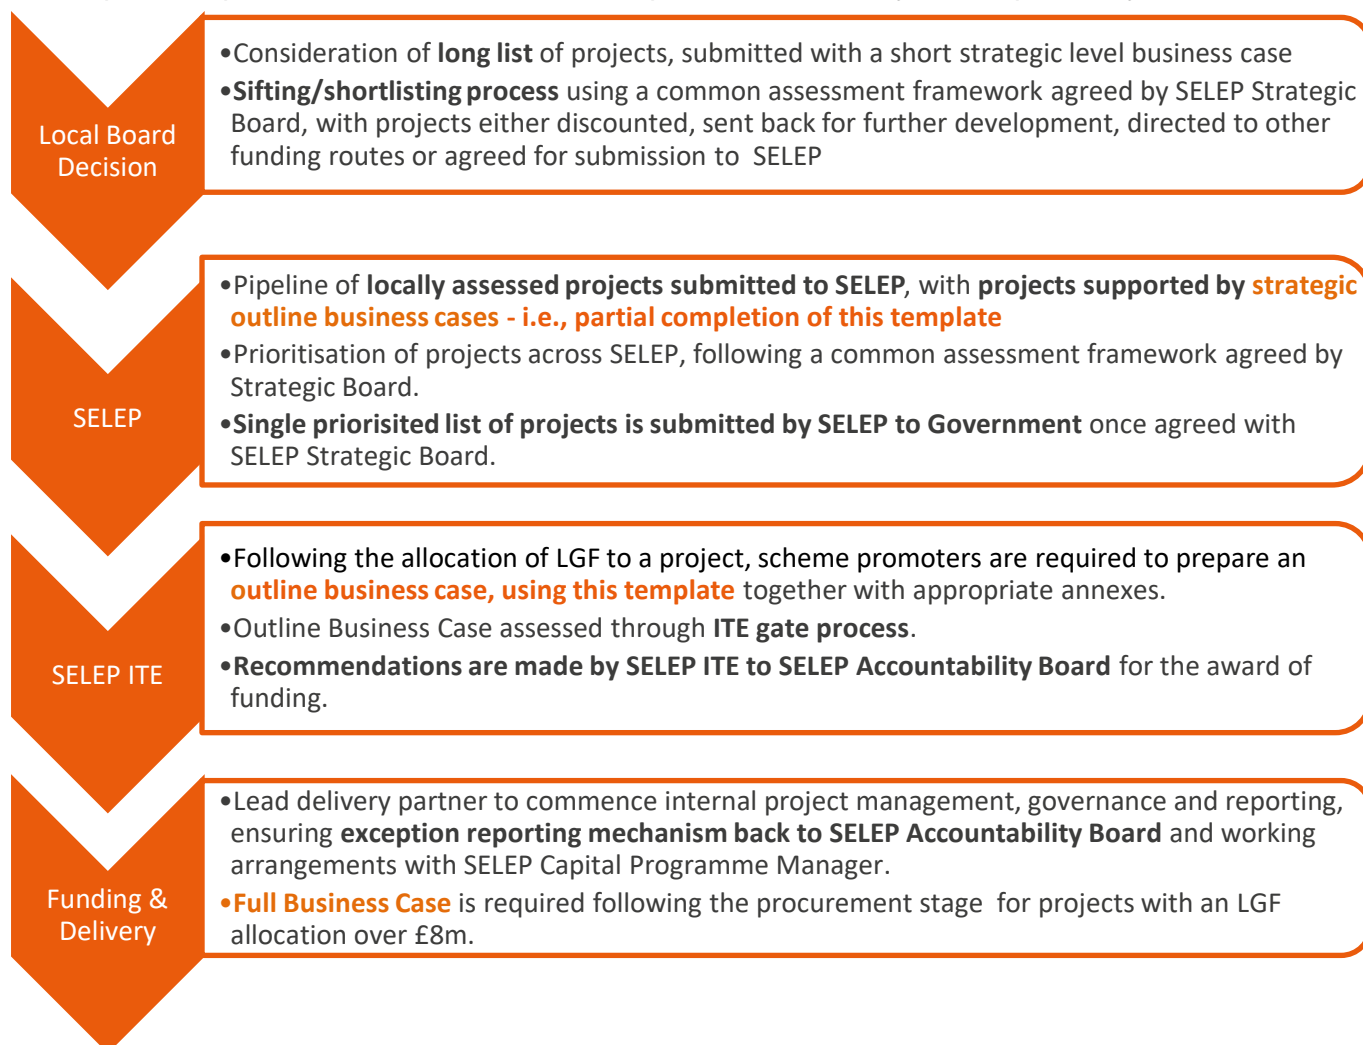 Local Board
Decision
•Consideration of long list of projects, submitted with a short strategic level business case
•Sifting/shortlisting process using a common assessment framework agreed by SELEP Strategic
Board, with projects either discounted, sent back for further development, directed to other
funding routes or agreed for submission to SELEP
SELEP
•Pipeline of locally assessed projects submitted to SELEP, with projects supported by strategic
outline business cases - i.e., partial completion of this template
•Prioritisation of projects across SELEP, following a common assessment framework agreed by
Strategic Board.
•Single priorisited list of projects is submitted by SELEP to Government once agreed with
SELEP Strategic Board.
SELEP ITE
•Following the allocation of LGF to a project, scheme promoters are required to prepare an
outline business case, using this template together with appropriate annexes.
•Outline Business Case assessed through ITE gate process.
•Recommendations are made by SELEP ITE to SELEP Accountability Board for the award of
funding.
Funding &
Delivery
•Lead delivery partner to commence internal project management, governance and reporting,
ensuring exception reporting mechanism back to SELEP Accountability Board and working
arrangements with SELEP Capital Programme Manager.
•Full Business Case is required following the procurement stage for projects with an LGF
allocation over £8m.